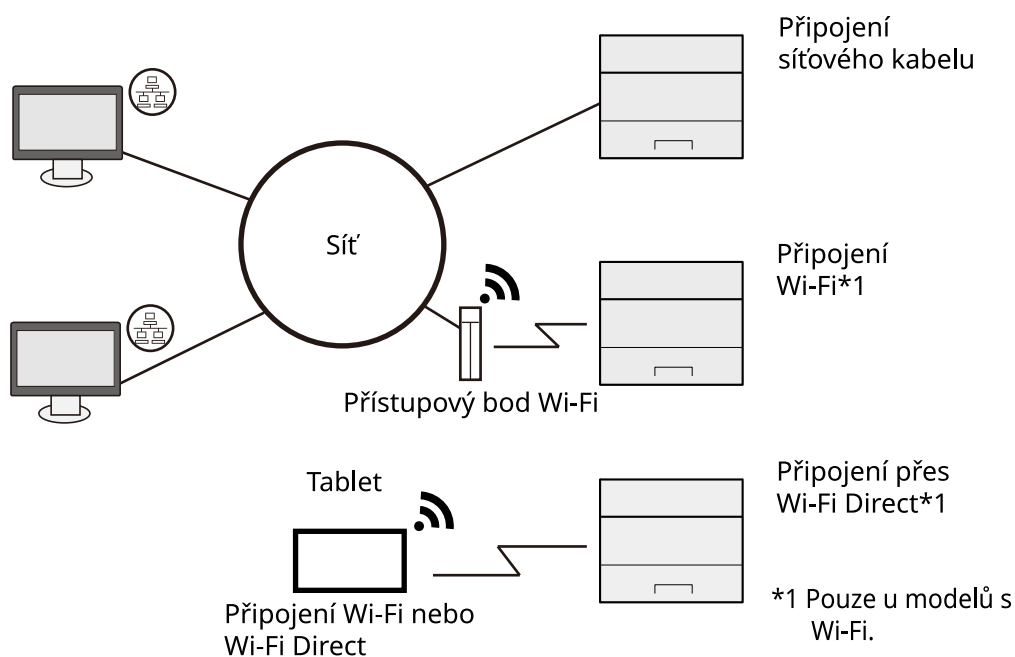 Připojení
síťového kabelu
Síť
Připojení
Wi-Fi*1
Přístupový bod Wi-Fi
Tablet
Připojení přes
Wi-Fi Direct*1
Připojení Wi-Fi nebo
Wi-Fi Direct
*1 Pouze u modelů s
Wi-Fi.